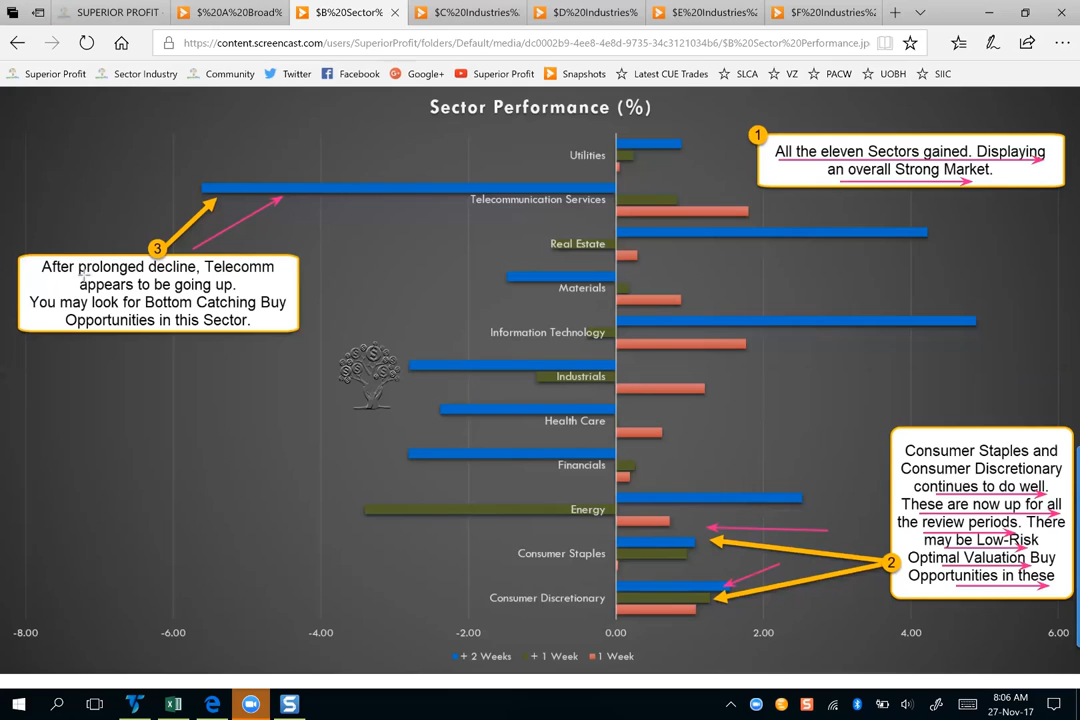 SUPERIOR PROFIT -
$%20A%20Broad%
$B%20Sector%
$C%20Industries%
$D%20Industries%
$E%20Industries%2
$F%20Industries%2
https://content.screencast.com/users/SuperiorProfit/folders/Default/media/dc0002b9-4ee8-4e8d-9735-34c3121034b6/$B%20Sector%20Performance.jp
Superior Profit
Sector Industry
Community
Twitter
Facebook
Google+
Superior Profit
Snapshots
Latest CUE Trades
SLCA
VZ
PACW
UOBH
SIIC
Sector Performance (%)
1
All the eleven Sectors gained. Displaying
an overall Strong Market.
Utilities
Telecommunication Services
Real Estate
Materials
Information Technology
Industrials
Health Care
Financials
Energy
Consumer Staples
Consumer Discretionary
3
After prolonged decline, Telecomm
appears to be going up.
You may look for Bottom Catching Buy
Opportunities in this Sector.
2
Consumer Staples and
Consumer Discretionary
continues to do well.
These are now up for all
the review periods. There
may be Low-Risk
Optimal Valuation Buy
Opportunities in these
-8.00
-6.00
-4.00
-2.00
0.00
2.00
4.00
6.00
+ 2 Weeks
+ 1 Week
1 Week
8:06 AM
27-Nov-17